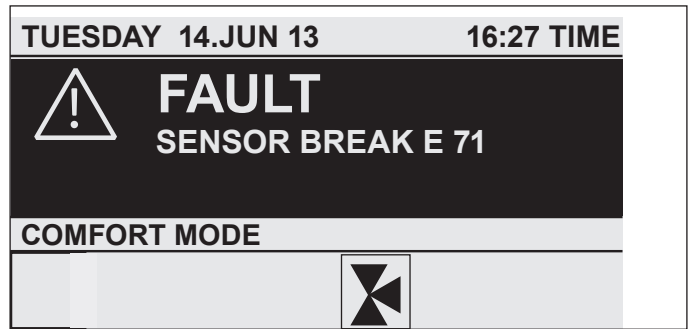 TUESDAY 14.JUN 13 16:27 TIME
FAULT
SENSOR BREAK E 71
COMFORT MODE